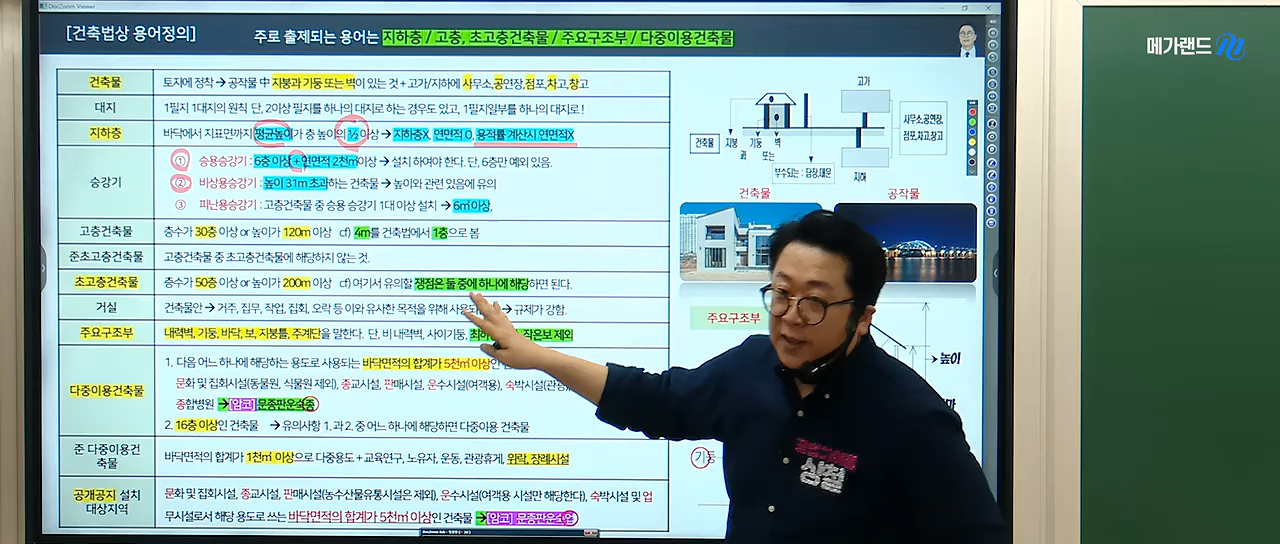 DocZoom Viewer
[건축법상 용어정의]
주로 출제되는 용어는 지하층 / 고층, 초고층건축물 / 주요구조부 / 다중이용건축물
메가랜드
건축물
토지에 정착 → 공작물 中 지붕과 기둥 또는 벽이 있는 것 + 고가/지하에 사무소,공연장,점포,차고,창고
대지
1필지 1대지의 원칙 단, 2이상 필지를 하나의 대지로 하는 경우도 있고, 1필지일부를 하나의 대지로 !
지하층
바닥에서 지표면까지 평균높이가 층 높이의 ½ 이상 → 지하층X, 연면적 O, 용적률 계산시 연면적X
승강기
① 승용승강기 : 6층 이상 + 연면적 2천㎡이상 → 설치 하여야 한다. 단, 6층만 예외 있음.
② 비상용승강기 : 높이 31m 초과하는 건축물 → 높이와 관련 있음에 유의
③ 피난용승강기 : 고층건축물 중 승용 승강기 1대 이상 설치 → 6㎡이상,
고층건축물
층수가 30층 이상 or 높이가 120m 이상 cf) 4m를 건축법에서 1층으로 봄
준초고층건축물
고층건축물 중 초고층건축물에 해당하지 않는 것.
초고층건축물
층수가 50층 이상 or 높이가 200m 이상 cf) 여기서 유의할 쟁점은 둘 중에 하나에 해당하면 된다.
거실
건축물안 → 거주, 집무, 작업, 집회, 오락 등 이와 유사한 목적을 위해 사용되 → 규제가 강함.
주요구조부
내력벽, 기둥, 바닥, 보, 지붕틀, 주계단을 말한다. 단, 비 내력벽, 사이기둥, 최하 작은보 제외
다중이용건축물
1. 다음 어느 하나에 해당하는 용도로 사용되는 바닥면적의 합계가 5천㎡ 이상인
문화 및 집회시설(동물원, 식물원 제외), 종교시설, 판매시설, 운수시설(여객용), 숙박시설(관광
종합병원 → [암코] 문종판운숙종
2. 16층 이상인 건축물 → 유의사항 1. 과 2. 중 어느 하나에 해당하면 다중이용 건축물
준 다중이용건
축물
바닥면적의 합계가 1천㎡ 이상으로 다중용도 + 교육연구, 노유자, 운동, 관광휴게, 위락, 장례시설
공개공지 설치
대상지역
문화 및 집회시설, 종교시설, 판매시설(농수산물유통시설은 제외), 운수시설(여객용 시설만 해당한다), 숙박시설 및 업
무시설로서 해당 용도로 쓰는 바닥면적의 합계가 5천㎡ 이상인 건축물 → [암코] 문종판운숙업
고가
건축물
지붕 기둥 벽
과 또는
사무소,공연장,
점포,차고,창고
부수되는 : 담장,대문
지하
건축물
공작물
주요구조부
높이
기둥
상철